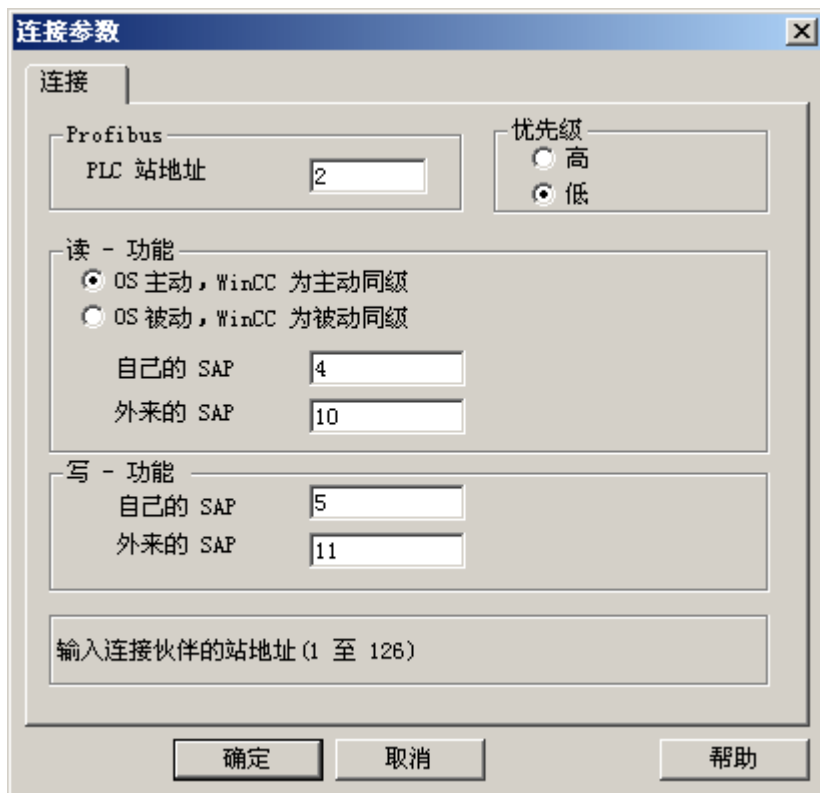 连接参数
连接
Profibus
PLC 站地址 2
优先级
高
低
读 - 功能
OS 主动，WinCC 为主动同级
OS 被动，WinCC 为被动同级
自己的 SAP 4
外来的 SAP 10
写 - 功能
自己的 SAP 5
外来的 SAP 11
输入连接伙伴的站地址(1 至 126)
确定 取消 帮助